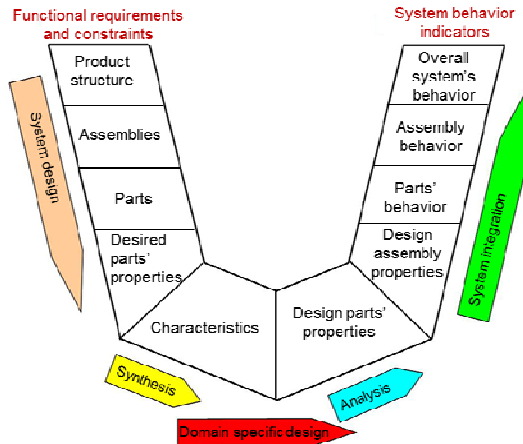 Functional requirements
and constraints
System behavior
indicators
Product
structure
Assemblies
Parts
Desired
parts'
properties
Characteristics
Design parts'
properties
Design
assembly
properties
Parts'
behavior
Assembly
behavior
Overall
system's
behavior
System design
Synthesis
Domain specific design
Analysis
System integration